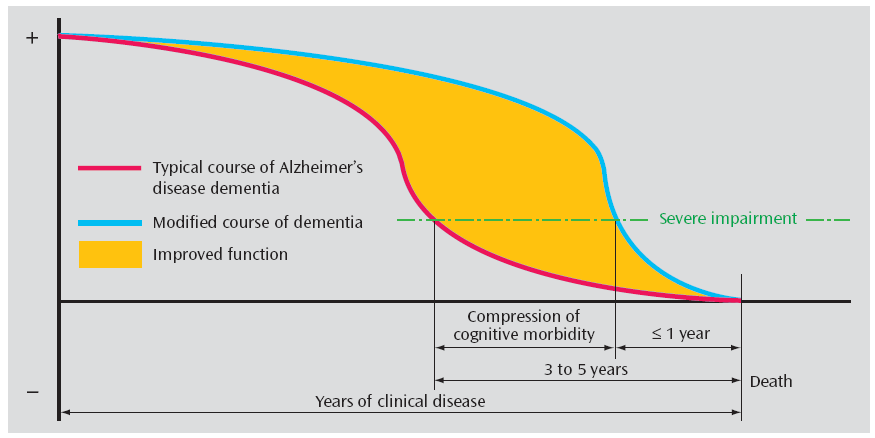 +
Typical course of Alzheimer's
disease dementia
Modified course of dementia
Improved function
Severe impairment
Compression of
cognitive morbidity
≤ 1 year
3 to 5 years
Death
–
Years of clinical disease